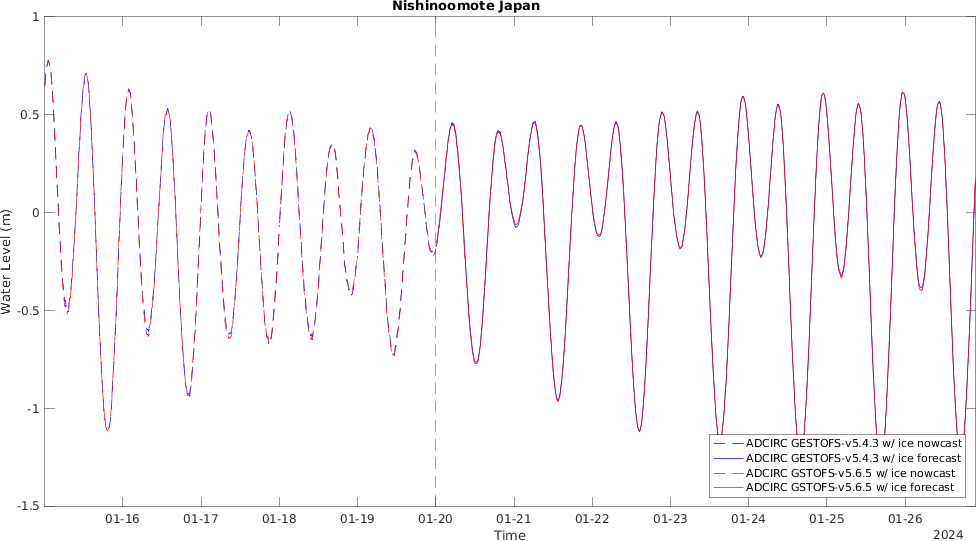 Nishinoomote Japan
1
0.5
0
-0.5
-1
-1.5
Water Level (m)
ADCIRC GESTOFS-v5.4.3 w/ ice nowcast
ADCIRC GESTOFS-v5.4.3 w/ ice forecast
ADCIRC GSTOFS-v5.6.5 w/ ice nowcast
ADCIRC GSTOFS-v5.6.5 w/ ice forecast
01-16 01-17 01-18 01-19 01-20 01-21 01-22 01-23 01-24 01-25 01-26
Time
2024